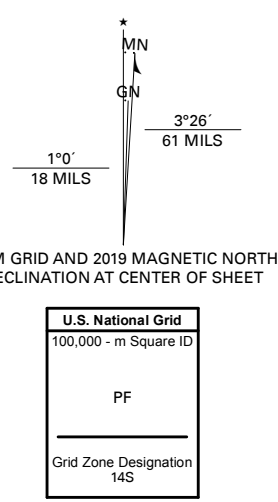 ★
MN
GN
3°26´
61 MILS
1°0´
18 MILS
M GRID AND 2019 MAGNETIC NORTH
ECLINATION AT CENTER OF SHEET
U.S. National Grid
100,000 - m Square ID
PF
Grid Zone Designation
14S